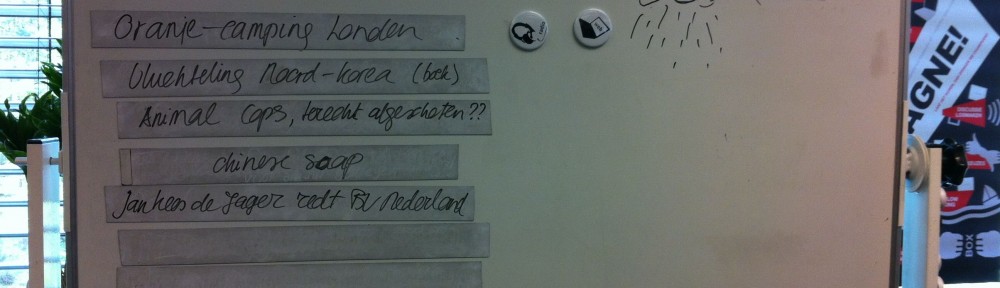 Oranje-camping Londen
Vluchteling Noord-Korea (boek)
Animal Cops, terecht afgeschoten??
chinese soap
Jan Kees de Jager redt BV Nederland
AGNE!